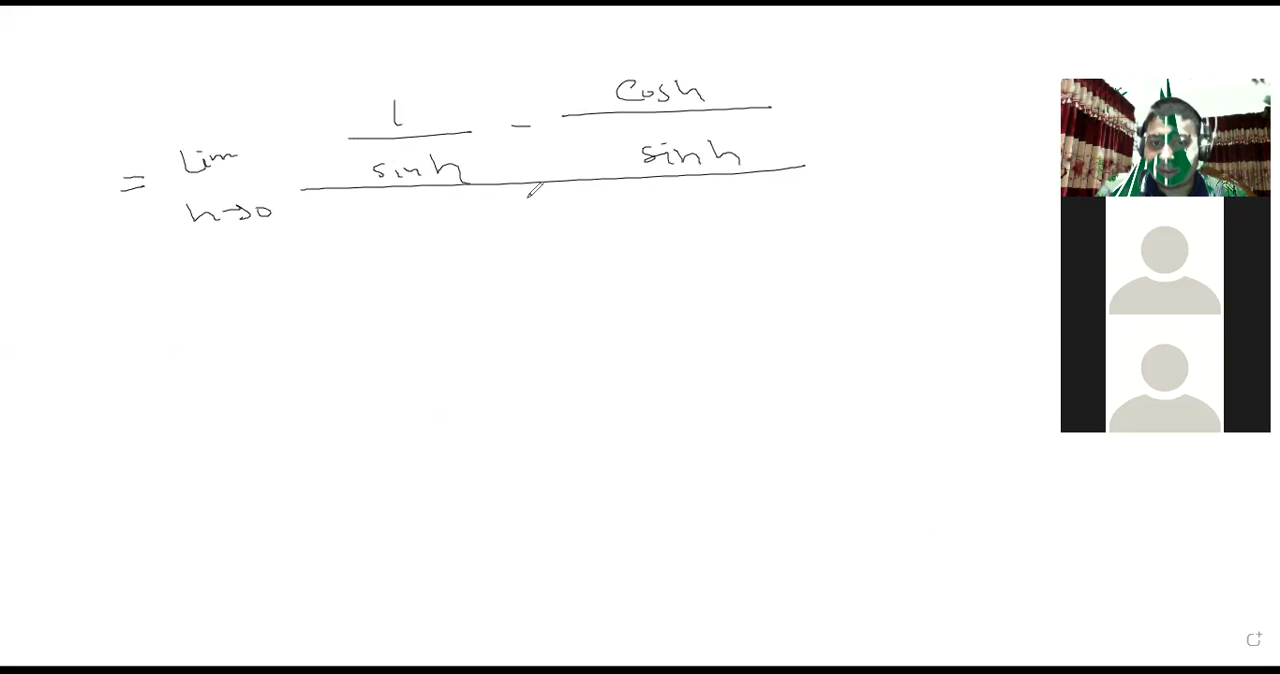 1 - cosh
= Lim sinh sinh
h→0